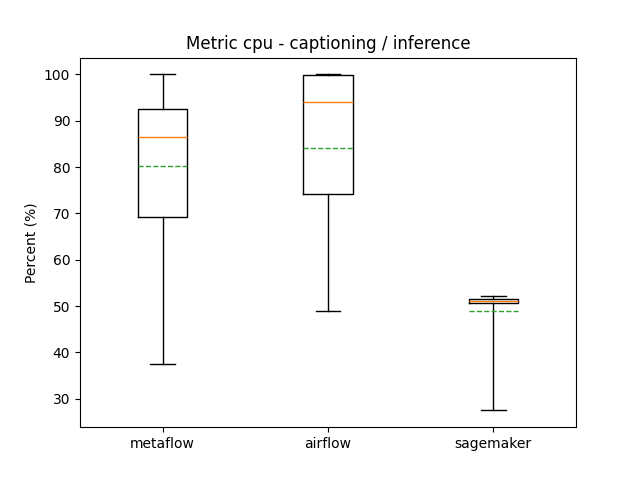 Metric cpu - captioning / inference
Percent (%)
100
90
80
70
60
50
40
30
metaflow
airflow
sagemaker